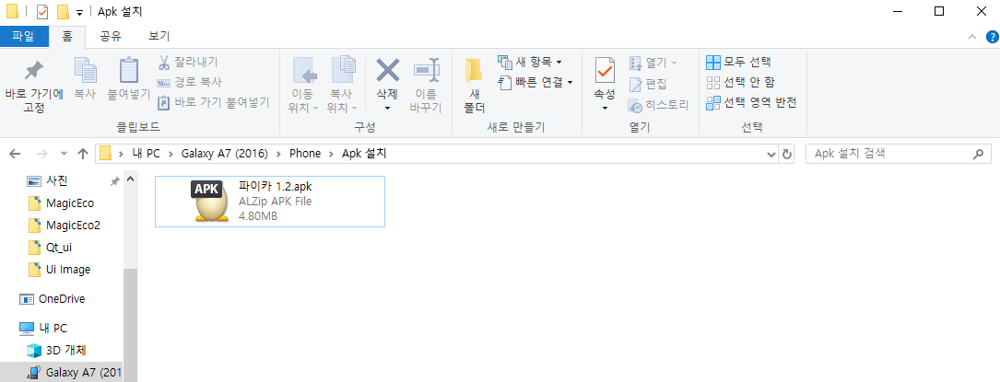 Apk 설치
파일 홈 공유 보기
바로 가기에 고정
복사
붙여넣기
잘라내기
경로 복사
바로 가기 붙여넣기
클립보드
이동 위치
복사 위치
삭제
이름 바꾸기
구성
새 폴더
새 항목
빠른 연결
새로 만들기
속성
열기
편집
히스토리
열기
모두 선택
선택 안 함
선택 영역 반전
선택
내 PC > Galaxy A7 (2016) > Phone > Apk 설치
Apk 설치 검색
사진
MagicEco
MagicEco2
Qt_ui
Ui Image
OneDrive
내 PC
3D 개체
Galaxy A7 (201
APK
파이카 1.2.apk
ALZip APK File
4.80MB